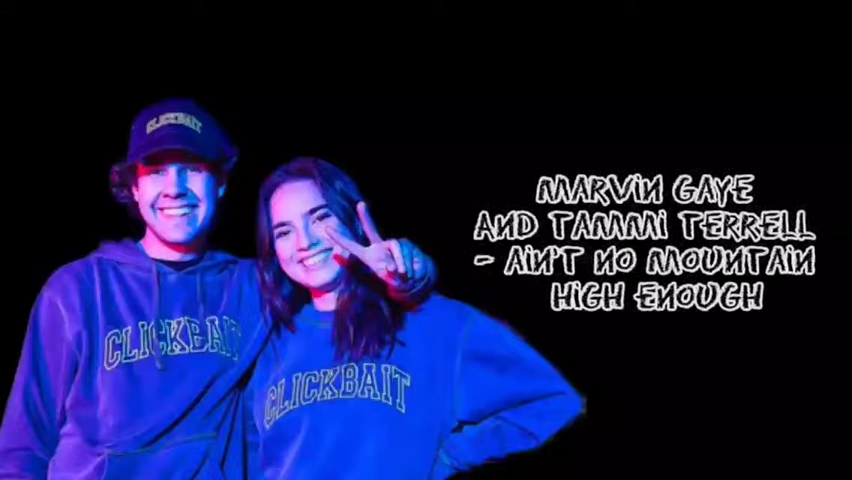 CLICKBAIT
MARVIN GAYE
AND TAMMI TERRELL
- AIN'T NO MOUNTAIN
HIGH ENOUGH
CLICKBAIT
CLICKBAIT